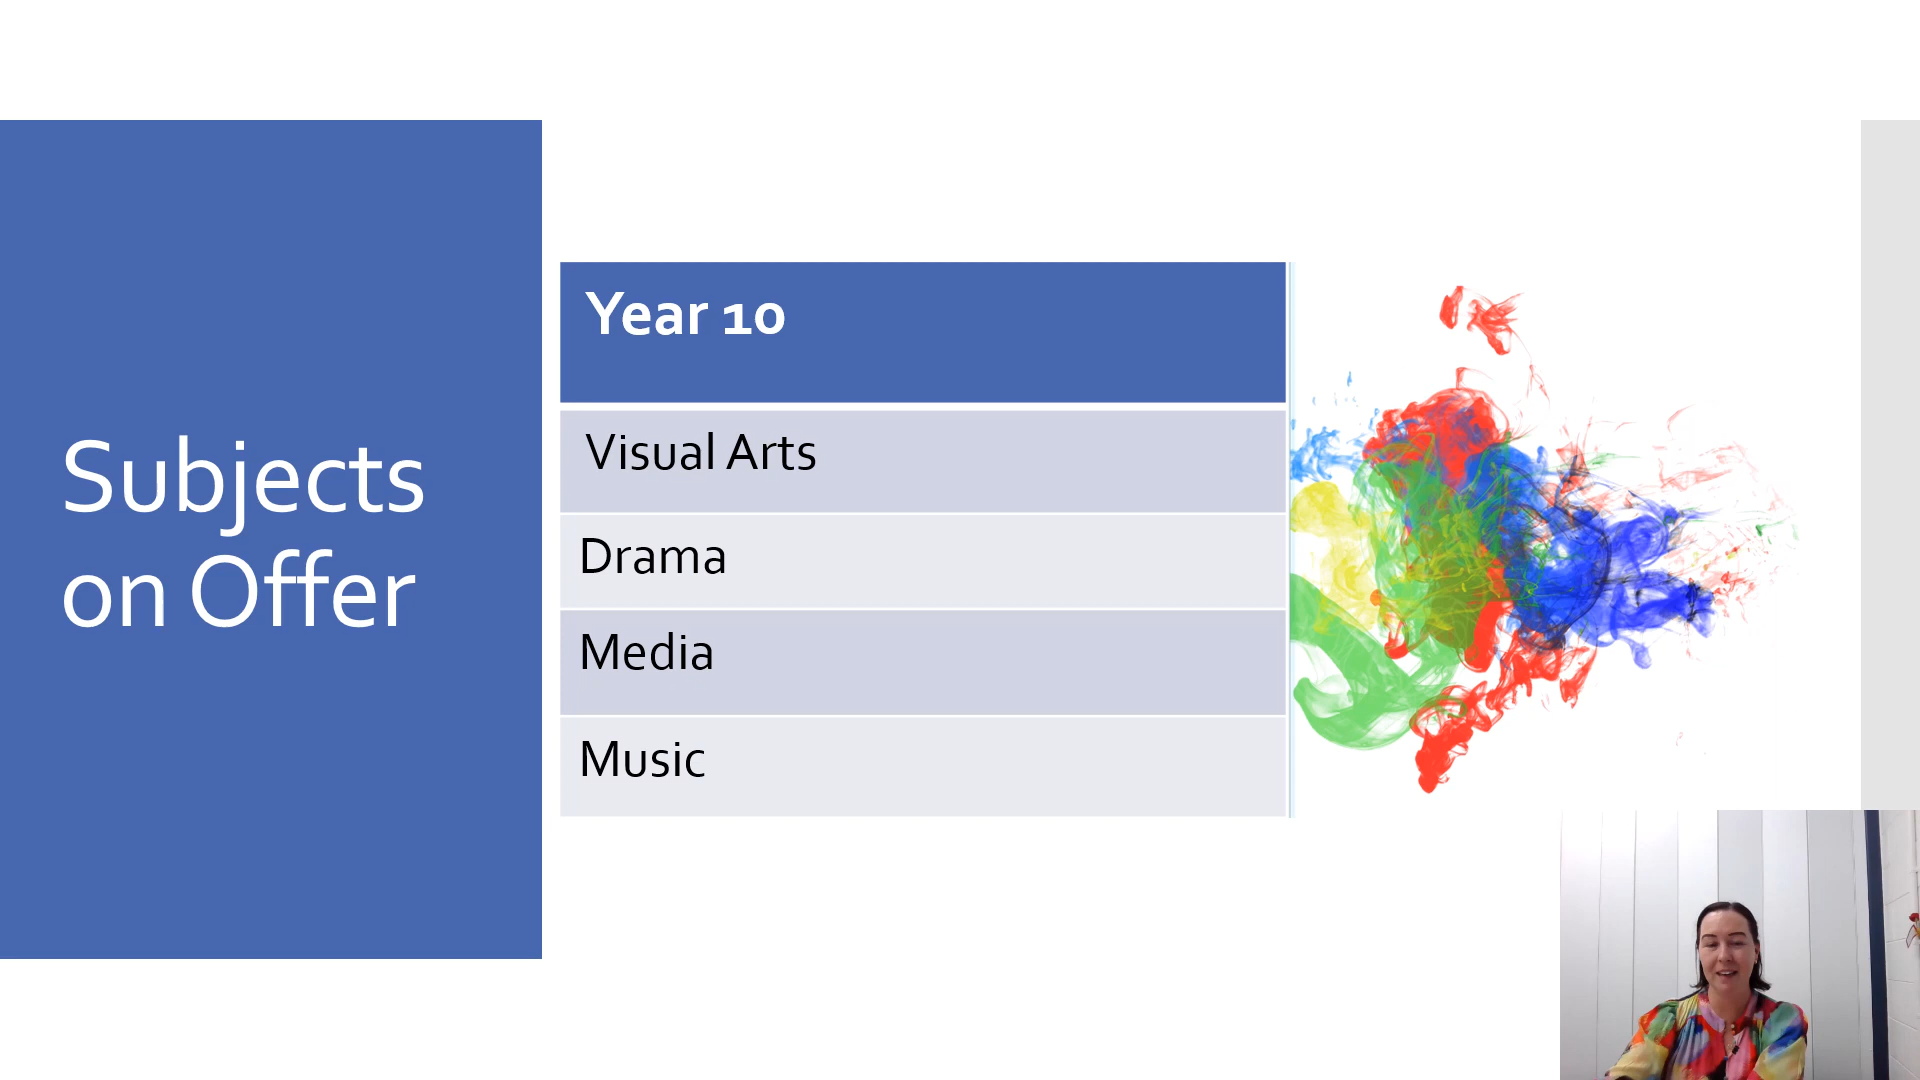 Subjects
on Offer
Year 10
Visual Arts
Drama
Media
Music